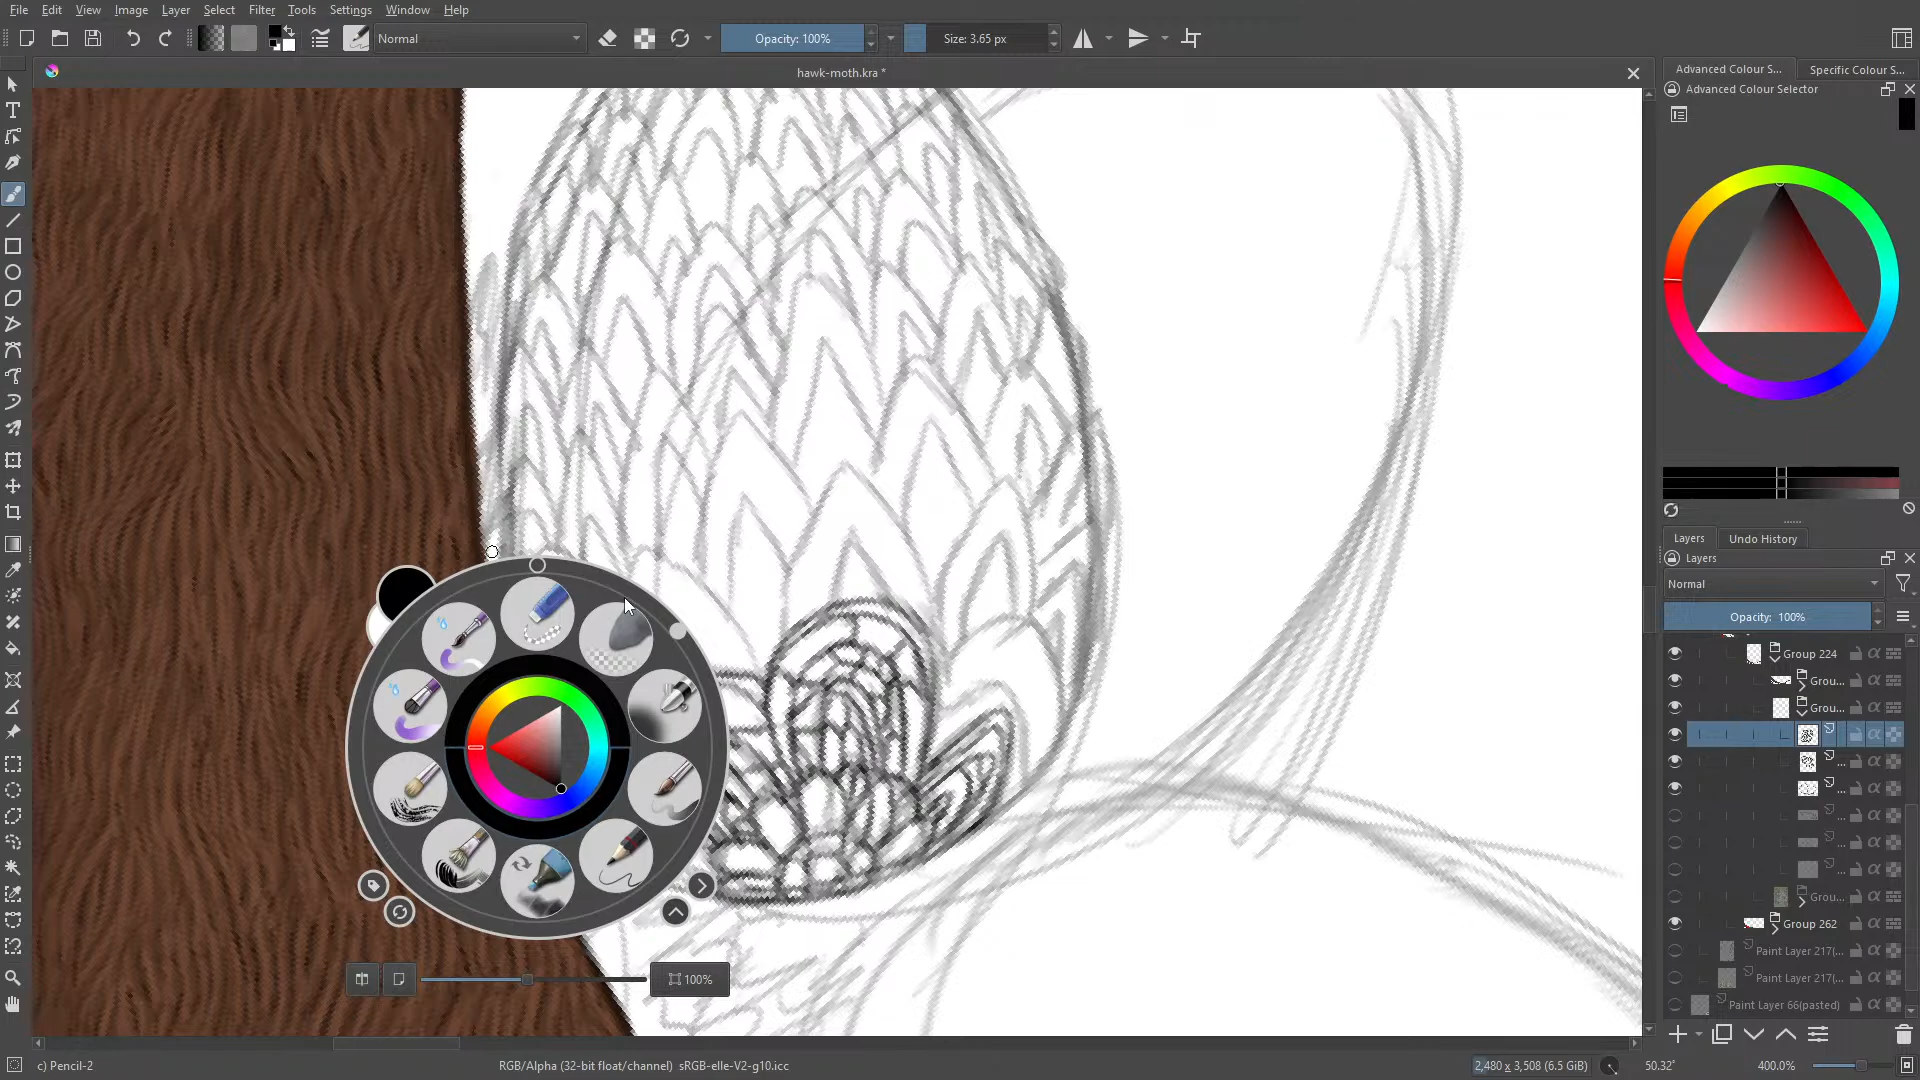 File Edit View Image Layer Filter Tools Settings Window Help
Normal
Opacity: 100%
Size: 3.65 px
hawk-moth.kra *
Advanced Colour S...
Specific Colour S...
Advanced Colour Selector
Layers
Undo History
Layers
Normal
Opacity: 100%
Group 224
Grou...
Grou...
...
...
...
...
...
Grou...
Group 262
Paint Layer 217(...
Paint Layer 217(...
Paint Layer 66(pasted)
100%
c) Pencil-2
RGB/Alpha (32-bit float/channel) sRGB-elle-V2-g10.icc
2,480 x 3,508 (6.5 GiB)
50.32°
400.0%